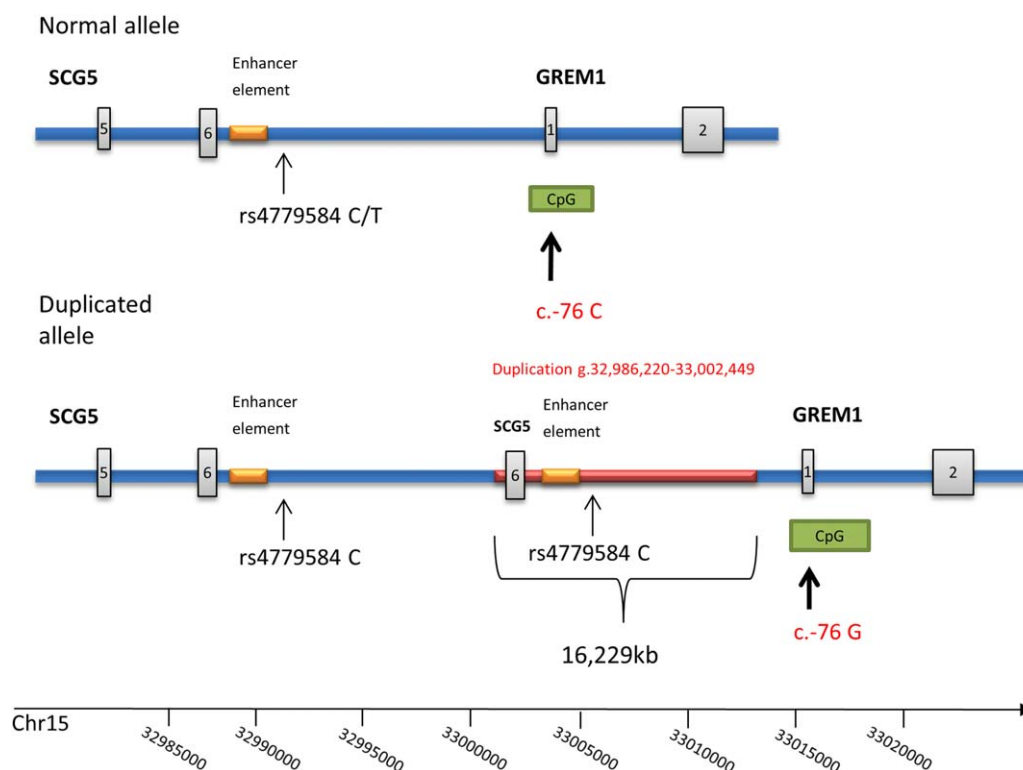 Normal allele
SCG5
Enhancer
element
GREM1
5
6
1
2
rs4779584 C/T
CpG
c.-76 C
Duplicated
allele
Duplication g.32,986,220-33,002,449
SCG5
Enhancer
element
SCG5
Enhancer
element
GREM1
5
6
6
1
2
rs4779584 C
rs4779584 C
CpG
16,229kb
c.-76 G
Chr15
32985000
32990000
32995000
33000000
33005000
33010000
33015000
33020000